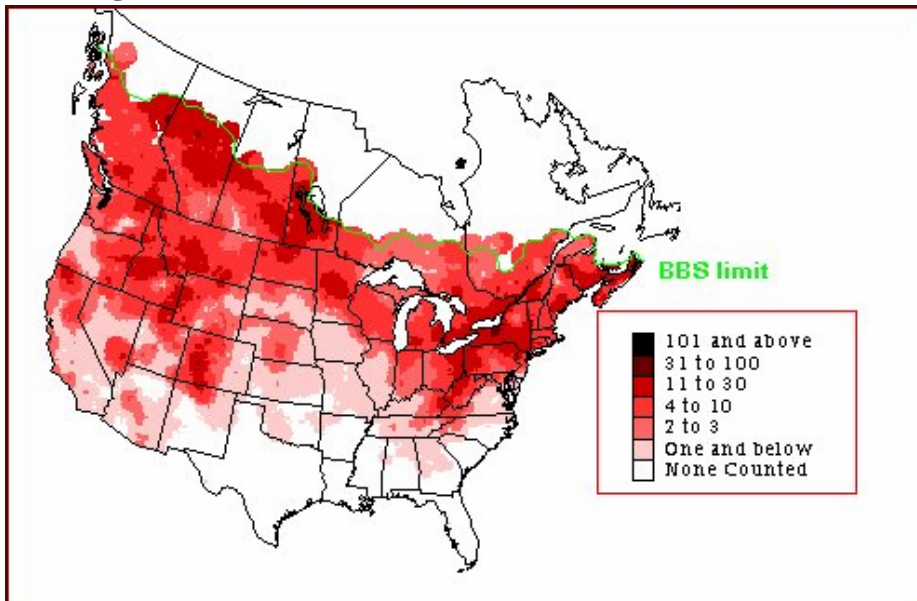 BBS limit
101 and above
31 to 100
11 to 30
4 to 10
2 to 3
One and below
None Counted